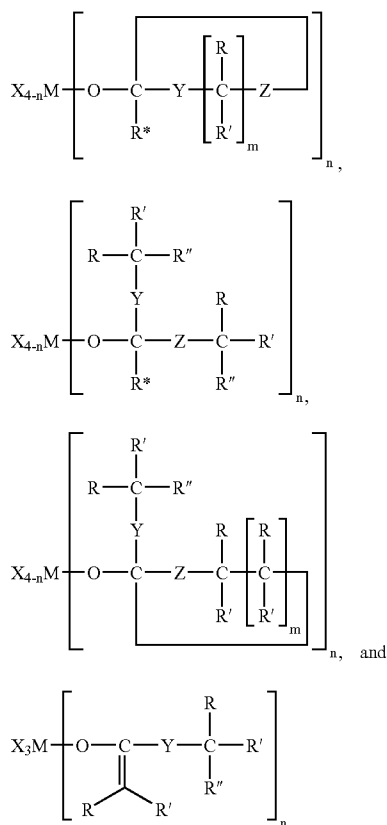 R
X4-nM—O—C—Y—C—Z
R*
R'
m
n,
R'
R—C—R"
Y
R
X4-nM—O—C—Z—C—R'
R*
R"
n,
R'
R—C—R"
Y
R
R
X4-nM—O—C—Z—C—C
R'
R'
m
n, and
R
X3M—O—C—Y—C—R'
R"
R
R'
n